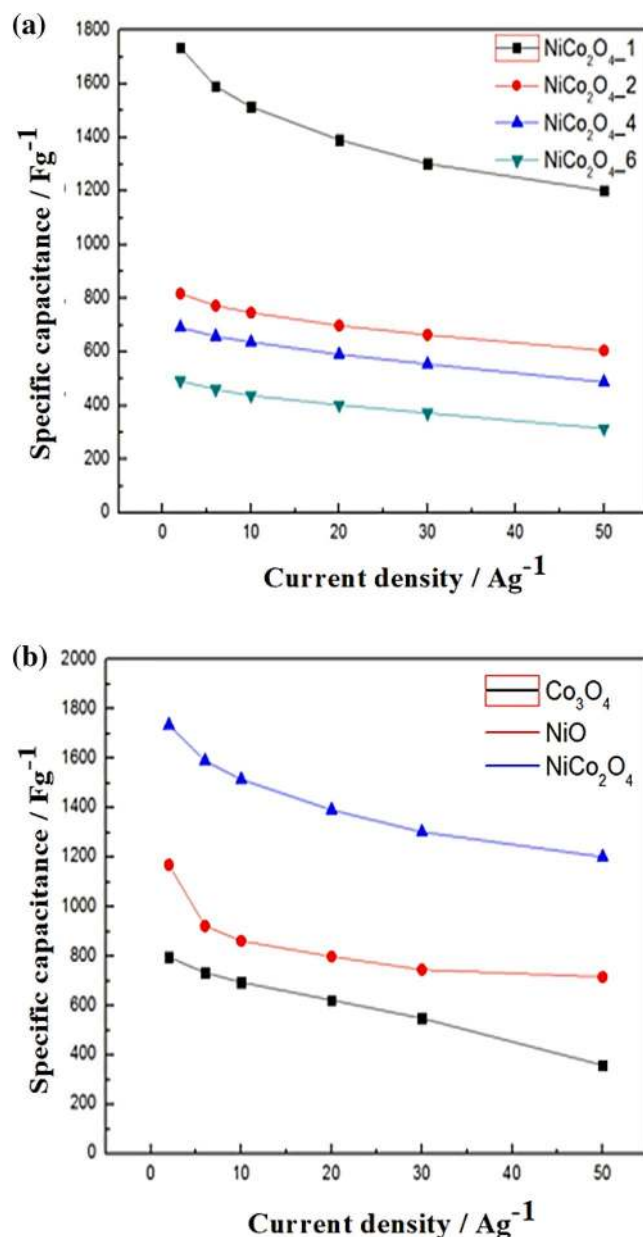 (a)
1800
1600
1400
1200
1000
800
600
400
200
0
Specific capacitance / Fg⁻¹
NiCo₂O₄_1
NiCo₂O₄_2
NiCo₂O₄_4
NiCo₂O₄_6
0 10 20 30 40 50
Current density / Ag⁻¹
(b)
2000
1800
1600
1400
1200
1000
800
600
400
200
0
Specific capacitance / Fg⁻¹
Co₃O₄
NiO
NiCo₂O₄
0 10 20 30 40 50
Current density / Ag⁻¹